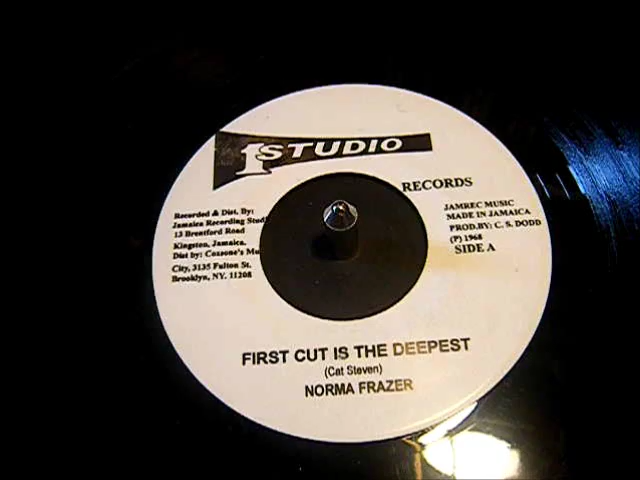 1 STUDIO
RECORDS
Recorded & Dist. By:
Jamaica Recording
13 Brentford Road
Kingston, Jamaica.
Dist by: Coxsone's
City, 3135 Fulton St.
Brooklyn, NY. 11208
JAMREC MUSIC
MADE IN JAMAICA
PROD.BY: C. S. DODD
(P) 1968
SIDE A
FIRST CUT IS THE DEEPEST
(Cat Steven)
NORMA FRAZER